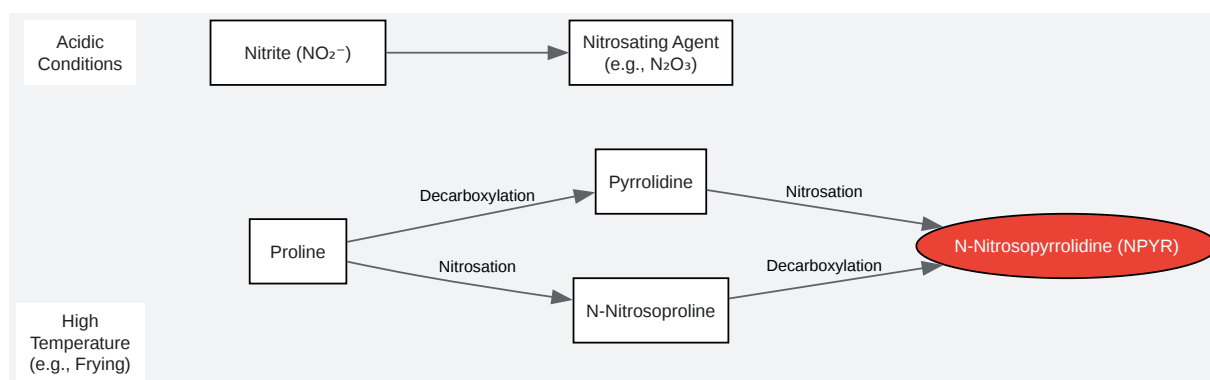 Acidic
Conditions
Nitrite (NO₂⁻)
Nitrosating Agent
(e.g., N₂O₃)
Decarboxylation
Pyrrolidine
Nitrosation
Proline
N-Nitrosopyrrolidine (NPYR)
Nitrosation
Decarboxylation
N-Nitrosoproline
High
Temperature
(e.g., Frying)